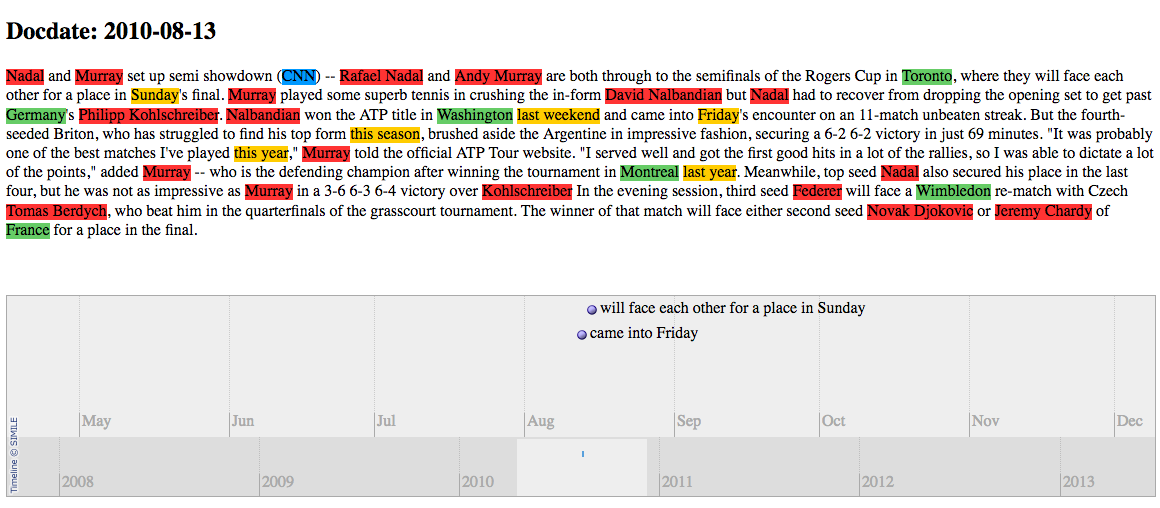 Docdate: 2010-08-13
Nadal and Murray set up semi showdown (CNN) -- Rafael Nadal and Andy Murray are both through to the semifinals of the Rogers Cup in Toronto, where they will face each
other for a place in Sunday's final. Murray played some superb tennis in crushing the in-form David Nalbandian but Nadal had to recover from dropping the opening set to get past
Germany's Philipp Kohlschreiber. Nalbandian won the ATP title in Washington last weekend and came into Friday's encounter on an 11-match unbeaten streak. But the fourth-
seeded Briton, who has struggled to find his top form this season, brushed aside the Argentine in impressive fashion, securing a 6-2 6-2 victory in just 69 minutes. "It was probably
one of the best matches I've played this year," Murray told the official ATP Tour website. "I served well and got the first good hits in a lot of the rallies, so I was able to dictate a lot
of the points," added Murray -- who is the defending champion after winning the tournament in Montreal last year. Meanwhile, top seed Nadal also secured his place in the last
four, but he was not as impressive as Murray in a 3-6 6-3 6-4 victory over Kohlschreiber In the evening session, third seed Federer will face a Wimbledon re-match with Czech
Tomas Berdych, who beat him in the quarterfinals of the grasscourt tournament. The winner of that match will face either second seed Novak Djokovic or Jeremy Chardy of
France for a place in the final.
will face each other for a place in Sunday
came into Friday
May Jun Jul Aug Sep Oct Nov Dec
2008 2009 2010 2011 2012 2013
Timeline © SIMILE